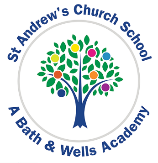 St Andrew's Church School
A Bath & Wells Academy